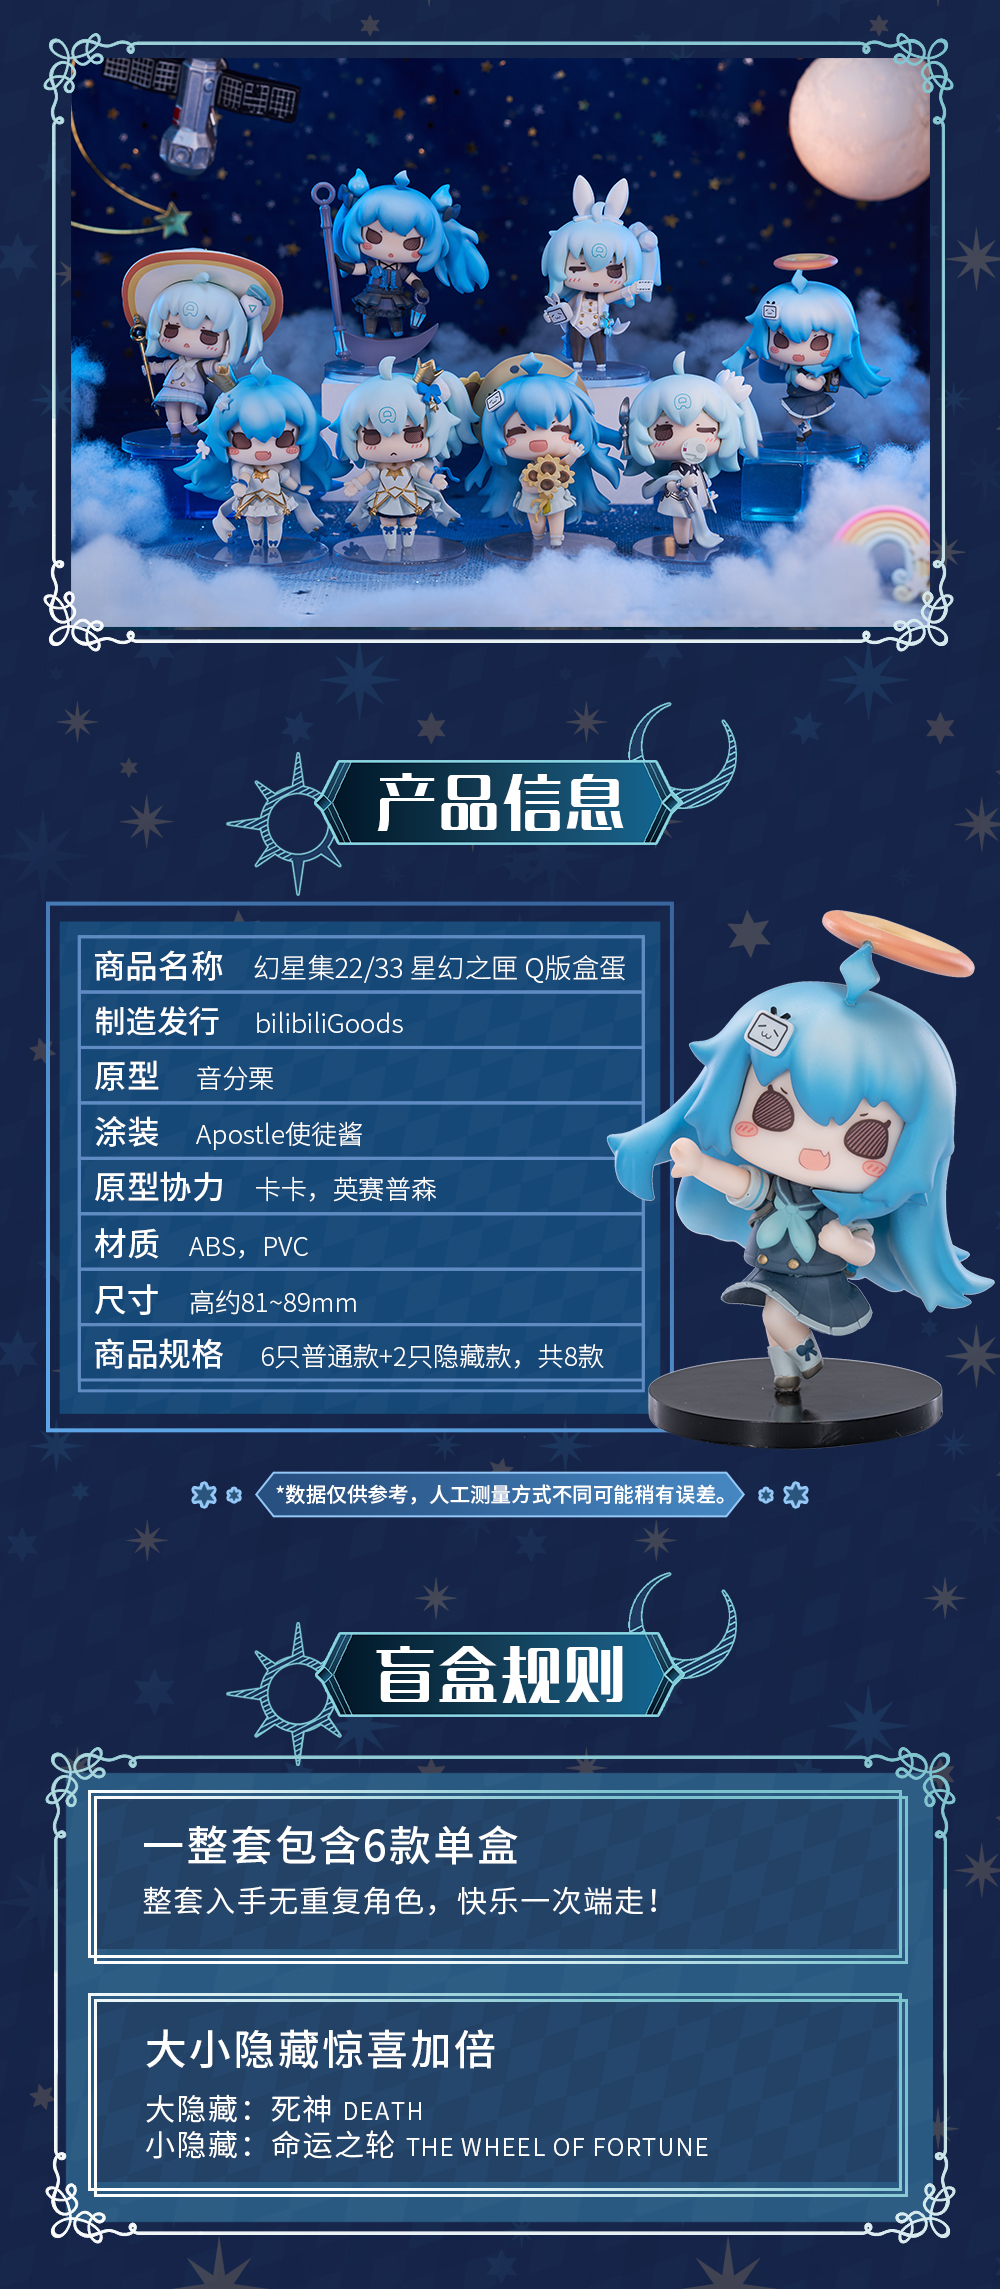 产品信息
商品名称 幻星集22/33 星幻之匣 Q版盒蛋
制造发行 bilibiliGoods
原型 音分栗
涂装 Apostle使徒酱
原型协力 卡卡，英赛普森
材质 ABS，PVC
尺寸 高约81~89mm
商品规格 6只普通款+2只隐藏款，共8款
*数据仅供参考，人工测量方式不同可能稍有误差。
盲盒规则
一整套包含6款单盒
整套入手无重复角色，快乐一次端走！
大小隐藏惊喜加倍
大隐藏：死神 DEATH
小隐藏：命运之轮 THE WHEEL OF FORTUNE